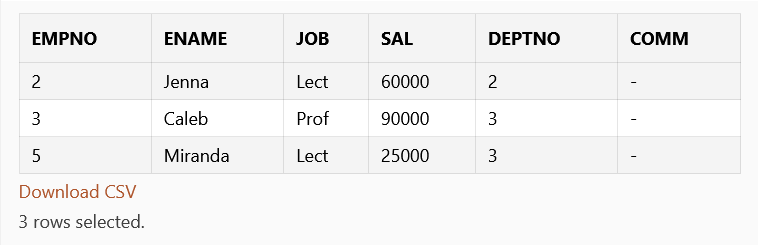 EMPNO ENAME JOB SAL DEPTNO COMM
2 Jenna Lect 60000 2 -
3 Caleb Prof 90000 3 -
5 Miranda Lect 25000 3 -
Download CSV
3 rows selected.